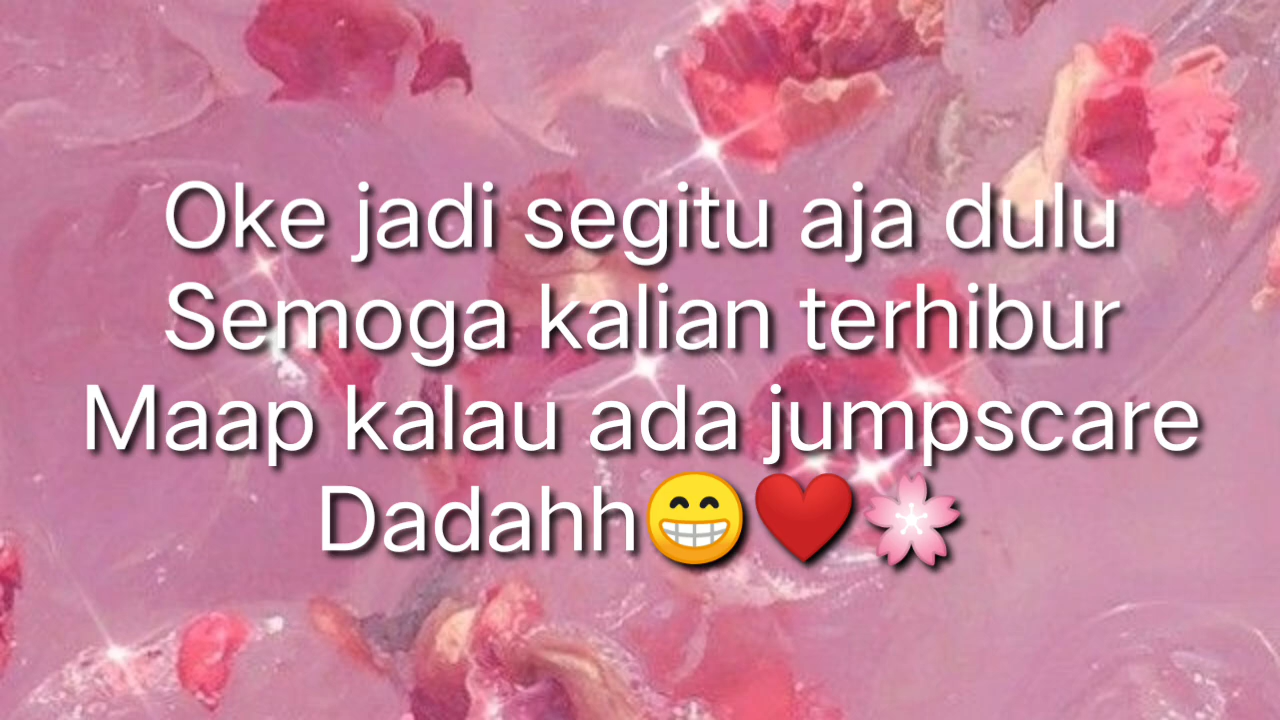 Oke jadi segitu aja dulu
Semoga kalian terhibur
Maap kalau ada jumpscare
Dadahh😁❤️🌸